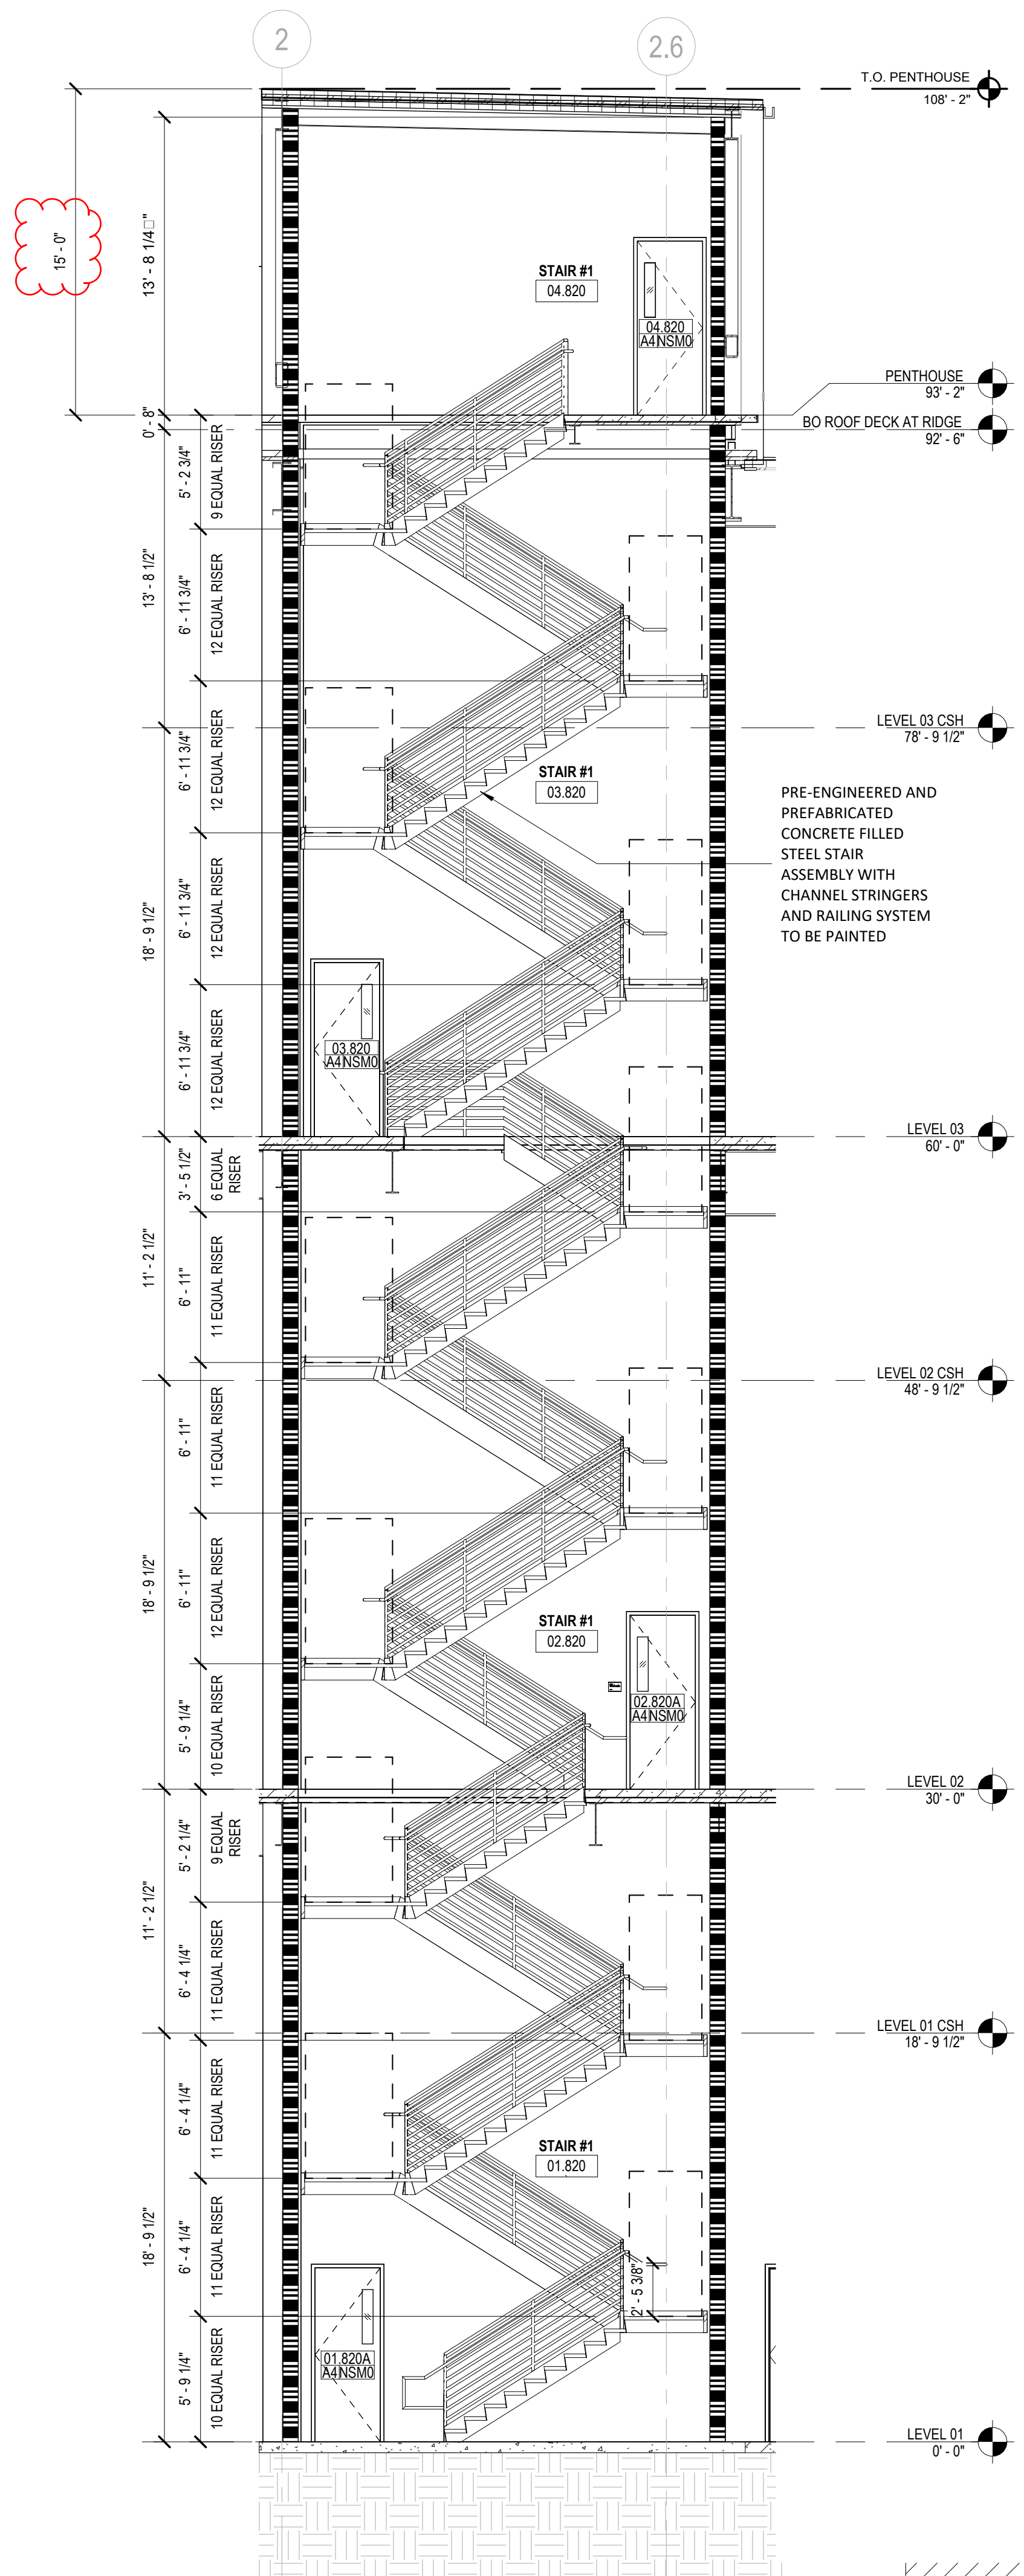 2
2.6
T.O. PENTHOUSE
108' - 2"
15' - 0"
13' - 8 1/4"
STAIR #1
04.820
04.820
A4NSM0
PENTHOUSE
93' - 2"
BO ROOF DECK AT RIDGE
92' - 6"
0' - 8"
5' - 2 3/4"
9 EQUAL RISER
13' - 8 1/2"
6' - 11 3/4"
12 EQUAL RISER
LEVEL 03 CSH
78' - 9 1/2"
6' - 11 3/4"
12 EQUAL RISER
STAIR #1
03.820
PRE-ENGINEERED AND
PREFABRICATED
CONCRETE FILLED
STEEL STAIR
ASSEMBLY WITH
CHANNEL STRINGERS
AND RAILING SYSTEM
TO BE PAINTED
18' - 9 1/2"
6' - 11 3/4"
12 EQUAL RISER
6' - 11 3/4"
12 EQUAL RISER
03.820
A4NSM0
LEVEL 03
60' - 0"
3' - 5 1/2"
6 EQUAL
RISER
11' - 2 1/2"
6' - 11"
11 EQUAL RISER
LEVEL 02 CSH
48' - 9 1/2"
6' - 11"
11 EQUAL RISER
18' - 9 1/2"
6' - 11"
12 EQUAL RISER
STAIR #1
02.820
02.820A
A4NSM0
5' - 9 1/4"
10 EQUAL RISER
LEVEL 02
30' - 0"
5' - 2 1/4"
9 EQUAL
RISER
11' - 2 1/2"
6' - 4 1/4"
11 EQUAL RISER
LEVEL 01 CSH
18' - 9 1/2"
6' - 4 1/4"
11 EQUAL RISER
STAIR #1
01.820
18' - 9 1/2"
6' - 4 1/4"
11 EQUAL RISER
2' - 5 3/8"
01.820A
A4NSM0
5' - 9 1/4"
10 EQUAL RISER
LEVEL 01
0' - 0"